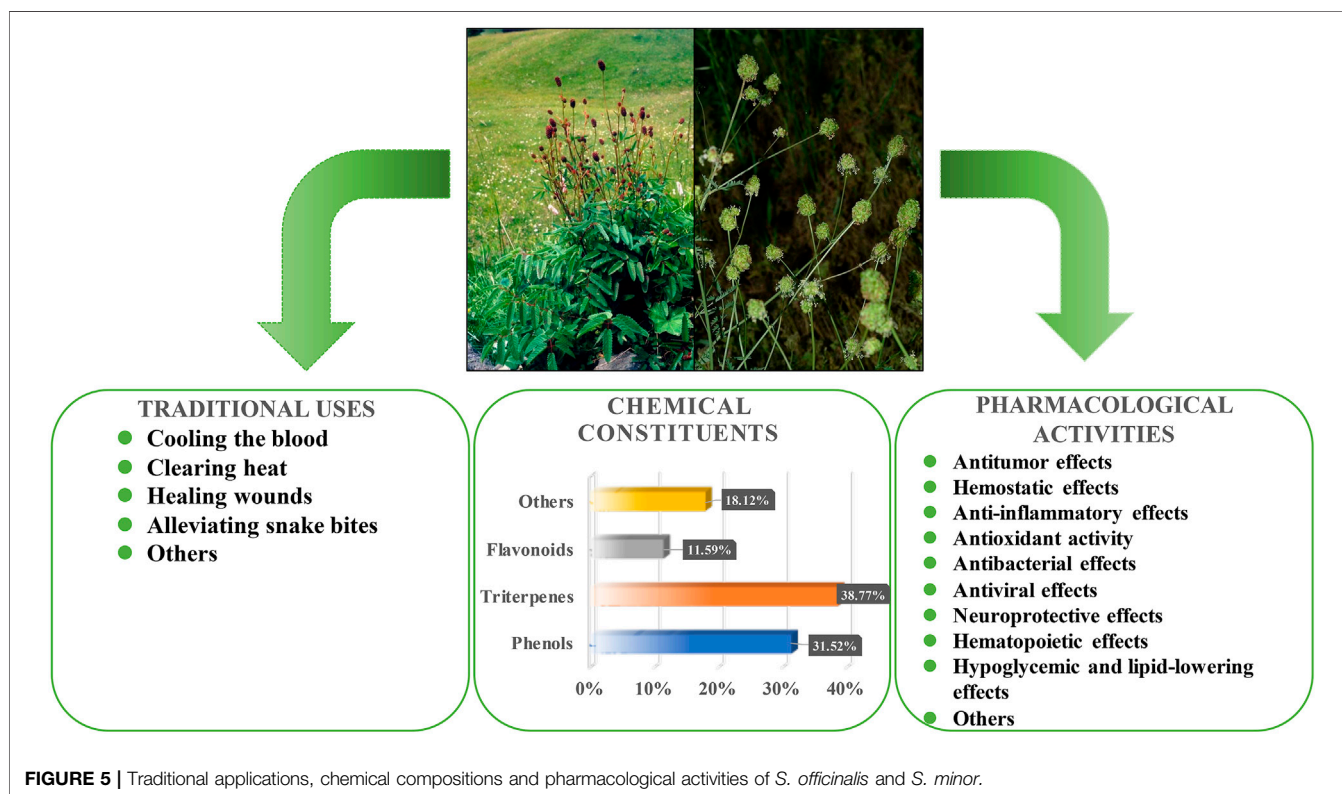 TRADITIONAL USES
Cooling the blood
Clearing heat
Healing wounds
Alleviating snake bites
Others
CHEMICAL
CONSTITUENTS
Others
18.12%
Flavonoids
11.59%
Triterpenes
38.77%
Phenols
31.52%
0% 10% 20% 30% 40%
PHARMACOLOGICAL
ACTIVITIES
Antitumor effects
Hemostatic effects
Anti-inflammatory effects
Antioxidant activity
Antibacterial effects
Antiviral effects
Neuroprotective effects
Hematopoietic effects
Hypoglycemic and lipid-lowering
effects
Others
FIGURE 5 | Traditional applications, chemical compositions and pharmacological activities of S. officinalis and S. minor.